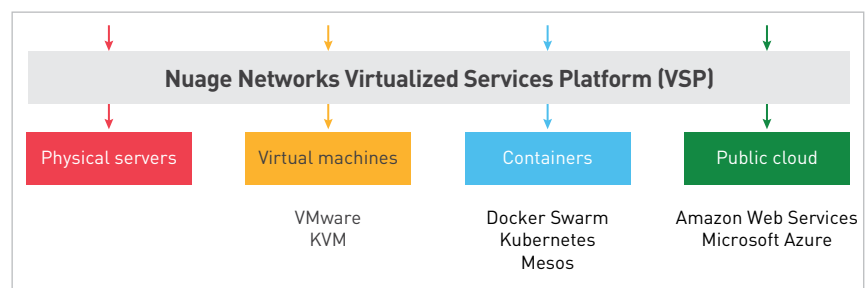 Nuage Networks Virtualized Services Platform (VSP)
Physical servers
Virtual machines
Containers
Public cloud
VMware
KVM
Docker Swarm
Kubernetes
Mesos
Amazon Web Services
Microsoft Azure